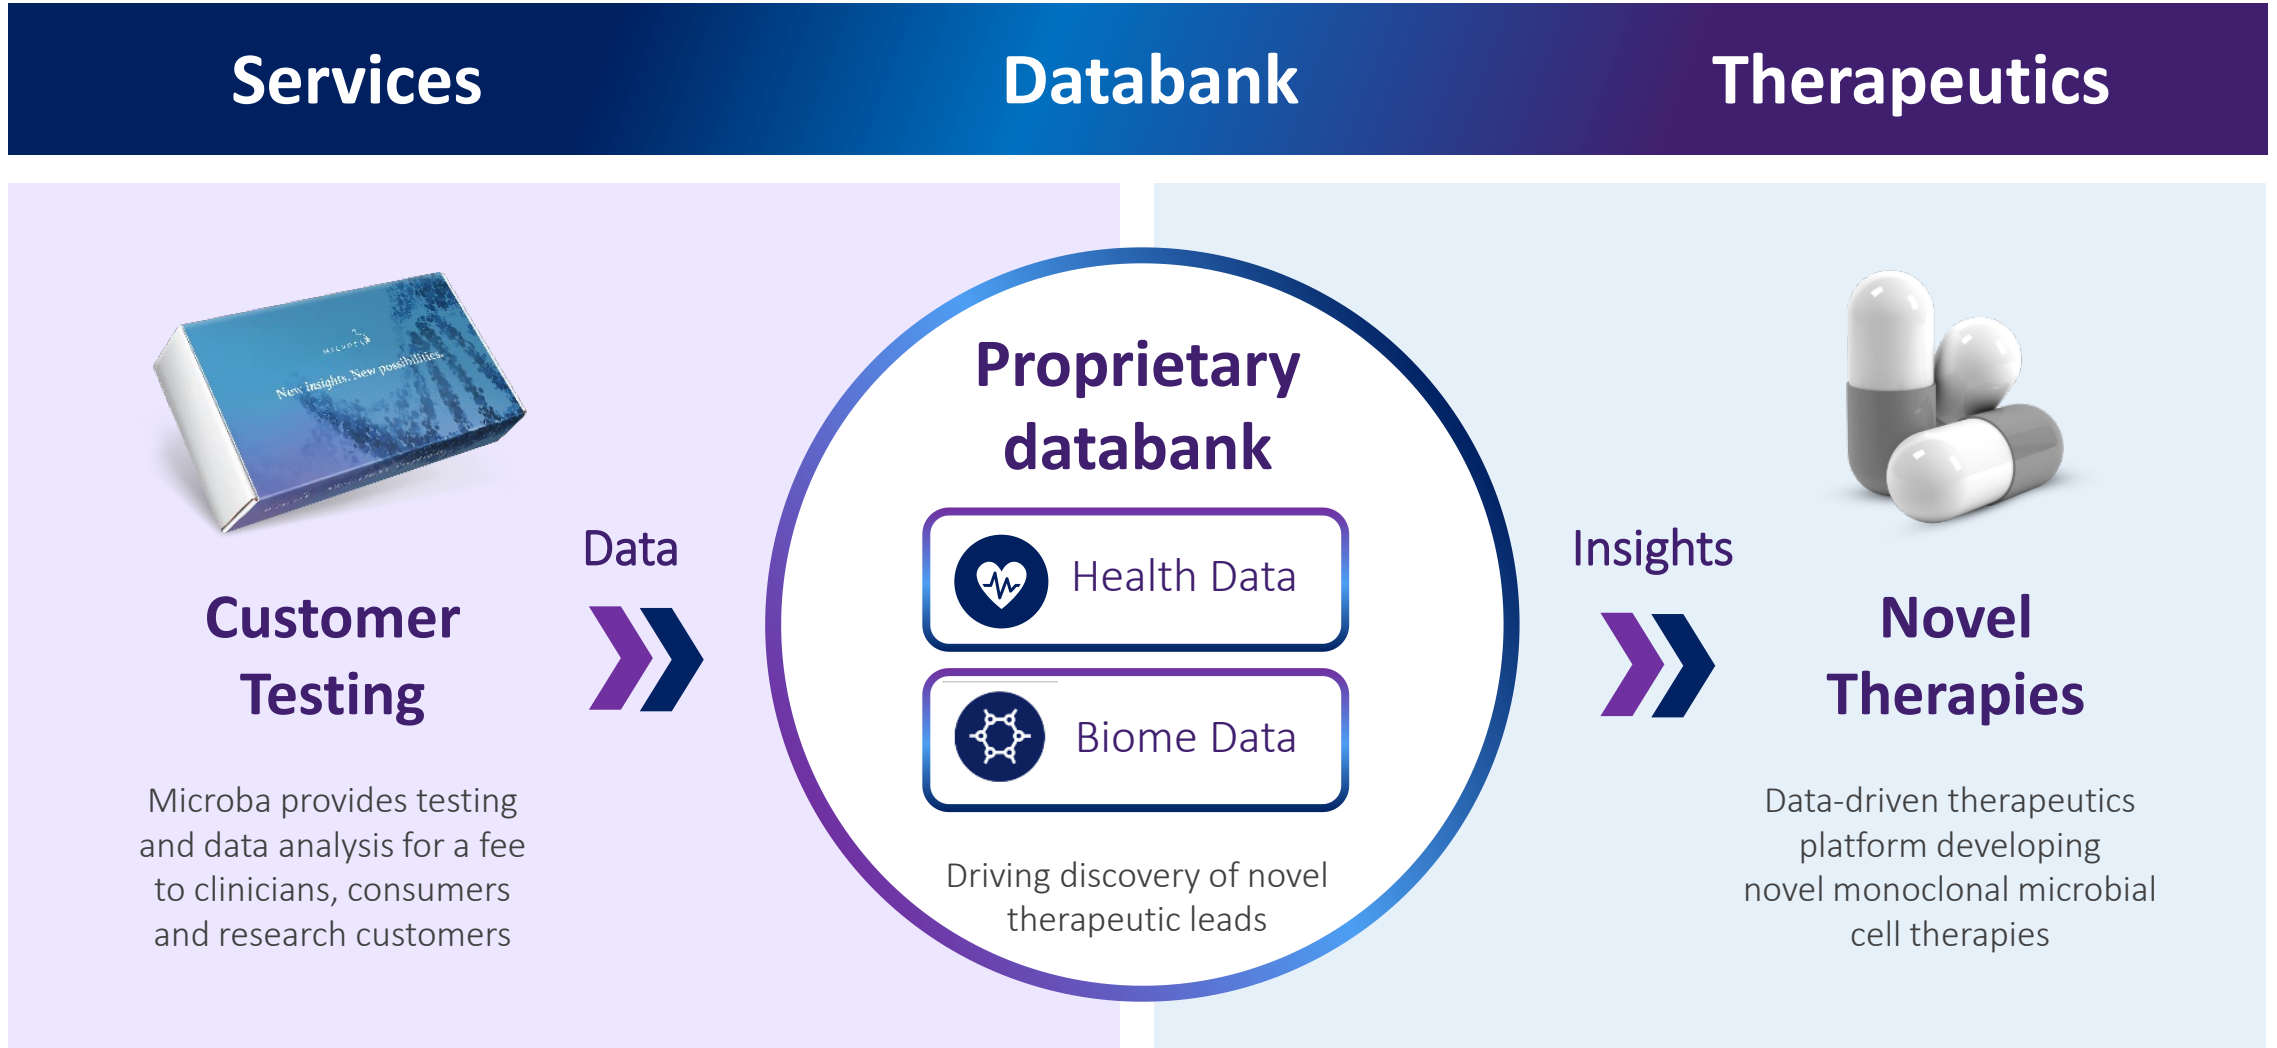 Services
Databank
Therapeutics
New insights. New possibilities.
Customer
Testing
Microba provides testing
and data analysis for a fee
to clinicians, consumers
and research customers
Data
Proprietary
databank
Health Data
Biome Data
Driving discovery of novel
therapeutic leads
Insights
Novel
Therapies
Data-driven therapeutics
platform developing
novel monoclonal microbial
cell therapies